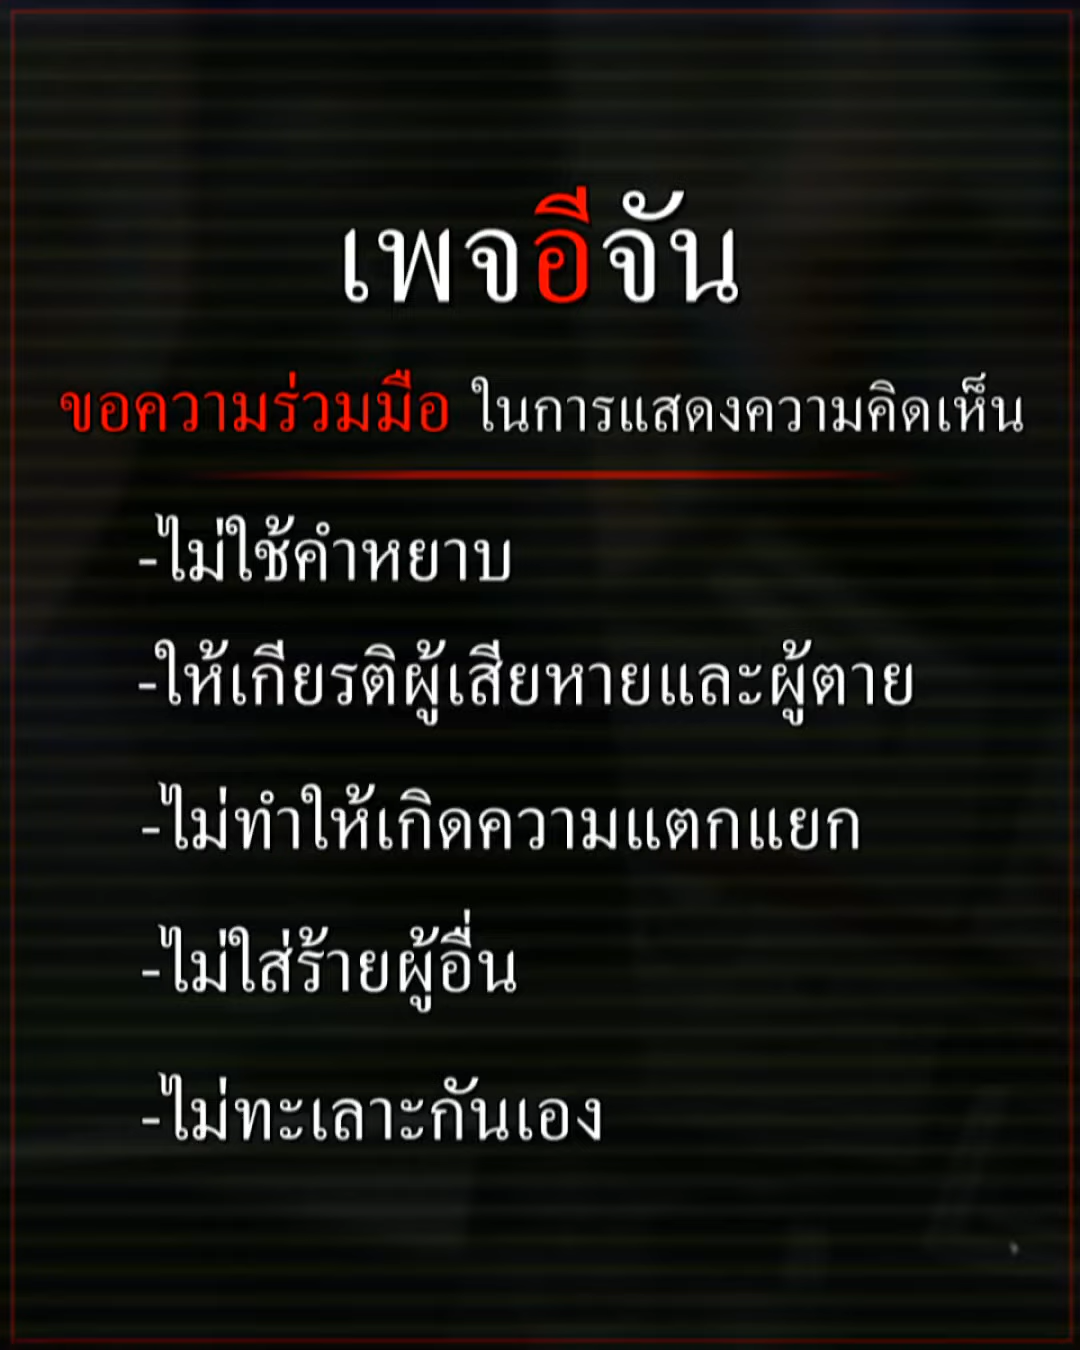 เพจอีจัน
ขอความร่วมมือ ในการแสดงความคิดเห็น
-ไม่ใช้คำหยาบ
-ให้เกียรติผู้เสียหายและผู้ตาย
-ไม่ทำให้เกิดความแตกแยก
-ไม่ใส่ร้ายผู้อื่น
-ไม่ทะเลาะกันเอง